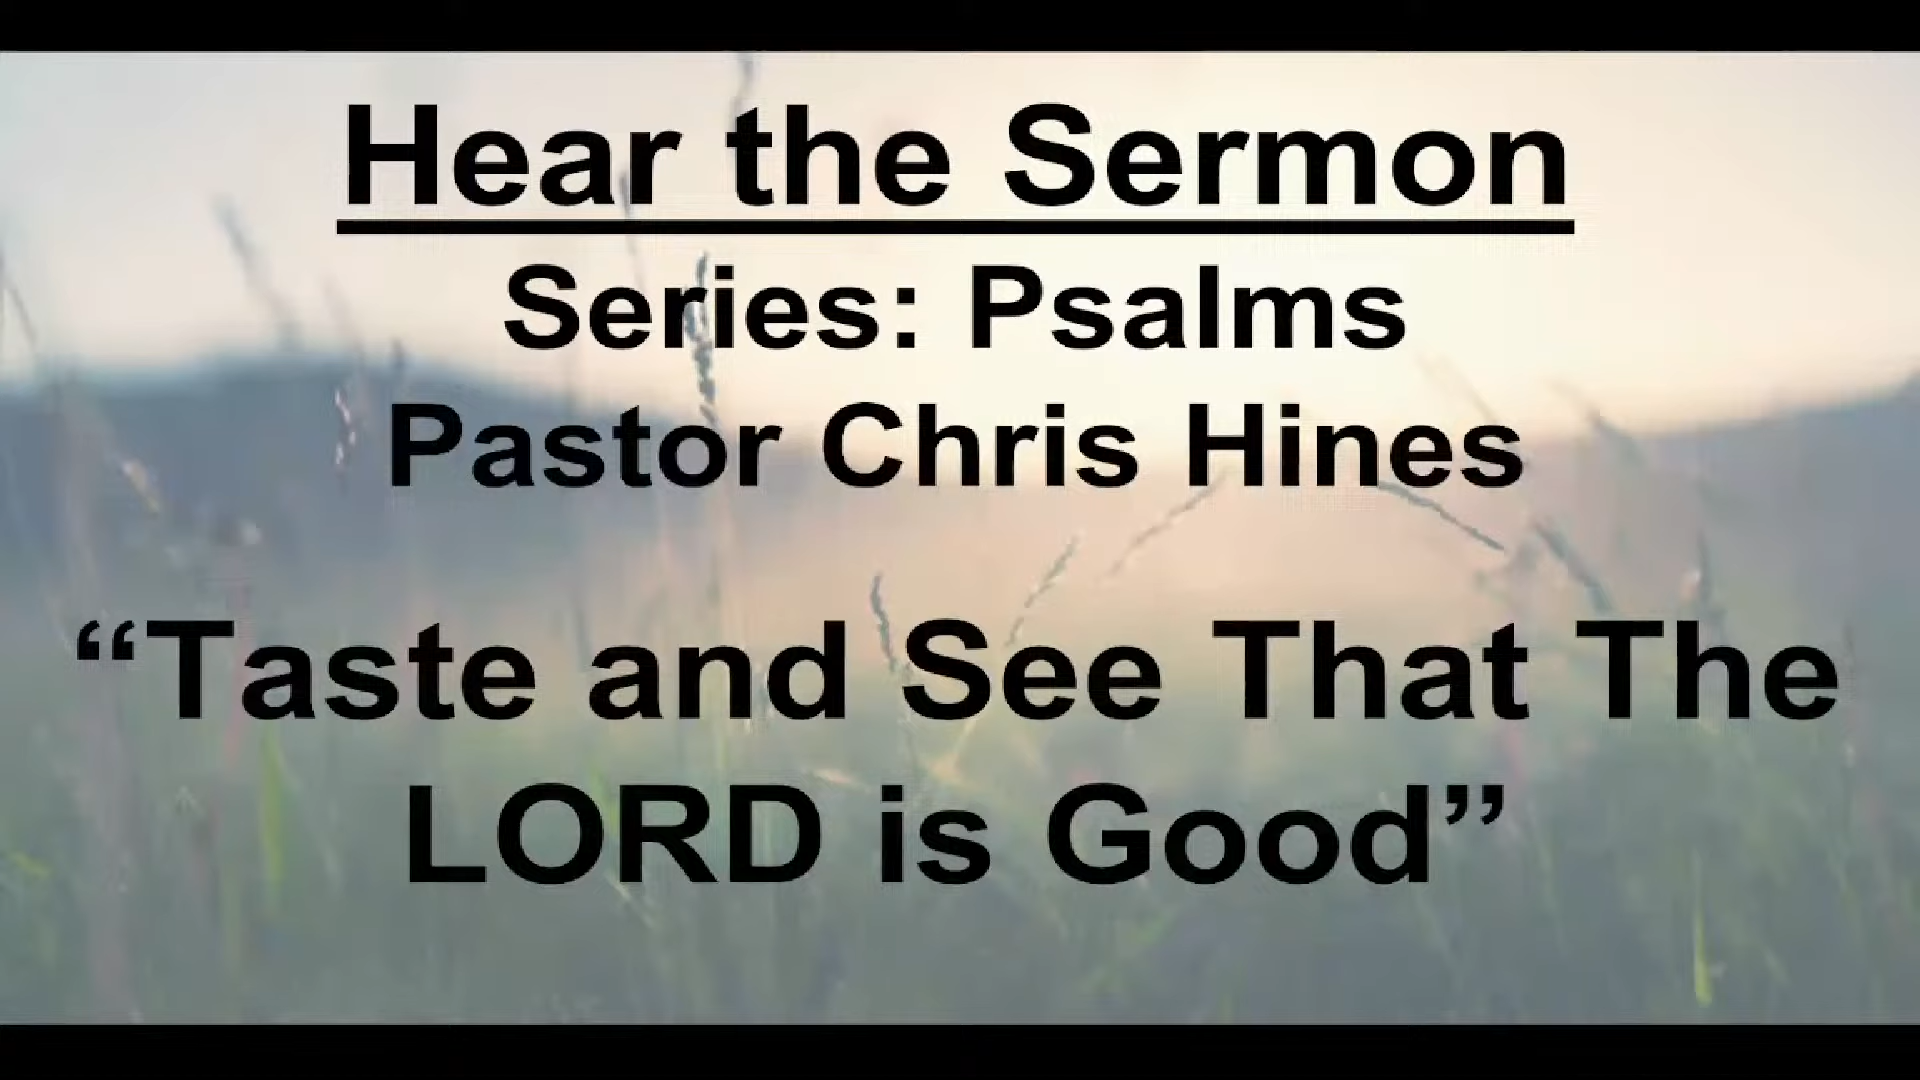 Hear the Sermon
Series: Psalms
Pastor Chris Hines
“Taste and See That The
LORD is Good”